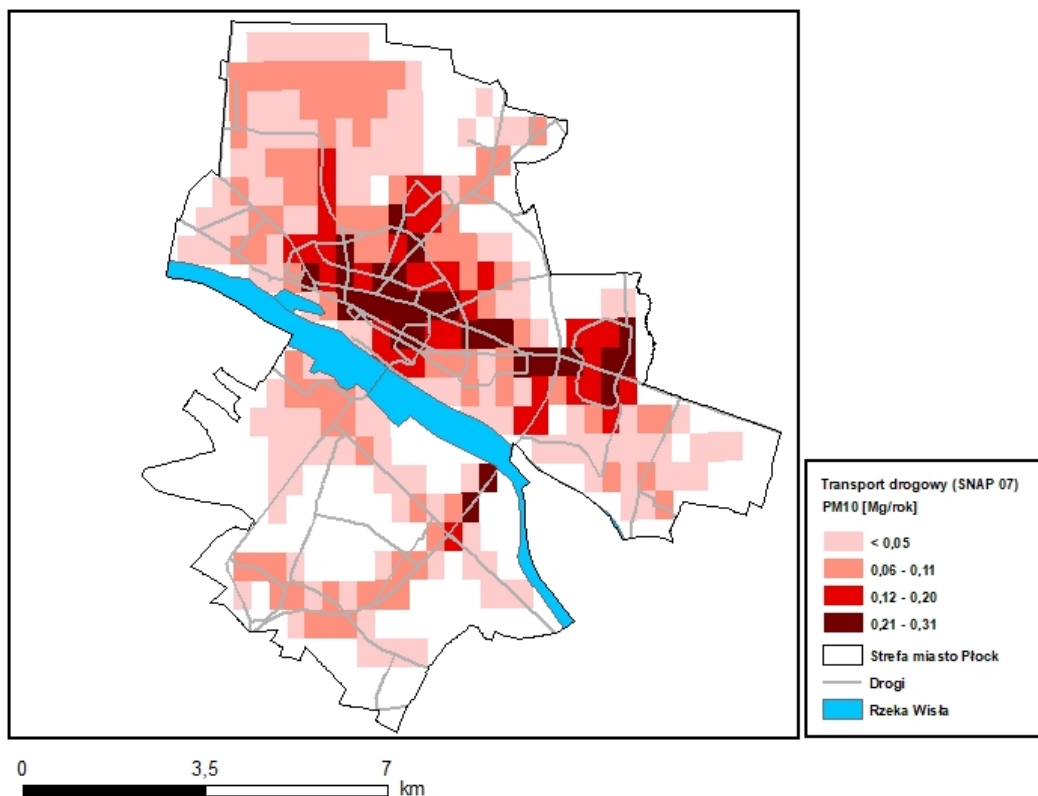 Transport drogowy (SNAP 07)
PM10 [Mg/rok]
< 0,05
0,06 - 0,11
0,12 - 0,20
0,21 - 0,31
Strefa miasto Płock
Drogi
Rzeka Wisła
0 3,5 7
km